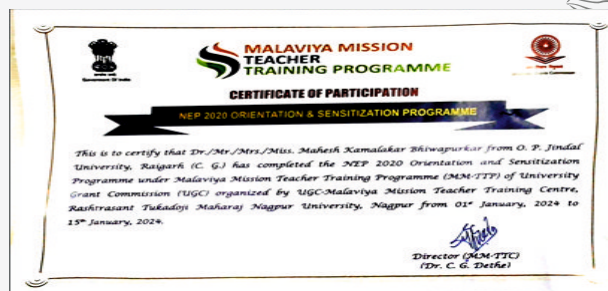 Government Of India
MALAVIYA MISSION
TEACHER
TRAINING PROGRAMME
CERTIFICATE OF PARTICIPATION
NEP 2020 ORIENTATION & SENSITIZATION PROGRAMME
This is to certify that Dr./Mr./Mrs./Miss. Mahesh Kamalakar Bhiwapurkar from O. P. Jindal
University, Raigarh (C. G.) has completed the NEP 2020 Orientation and Sensitization
Programme under Malaviya Mission Teacher Training Programme (MM-TTP) of University
Grant Commission (UGC) organized by UGC-Malaviya Mission Teacher Training Centre,
Rashtrasant Tukadoji Maharaj Nagpur University, Nagpur from 01st January, 2024 to
15th January, 2024.
Director (MM-TTC)
(Dr. C. G. Dethe)